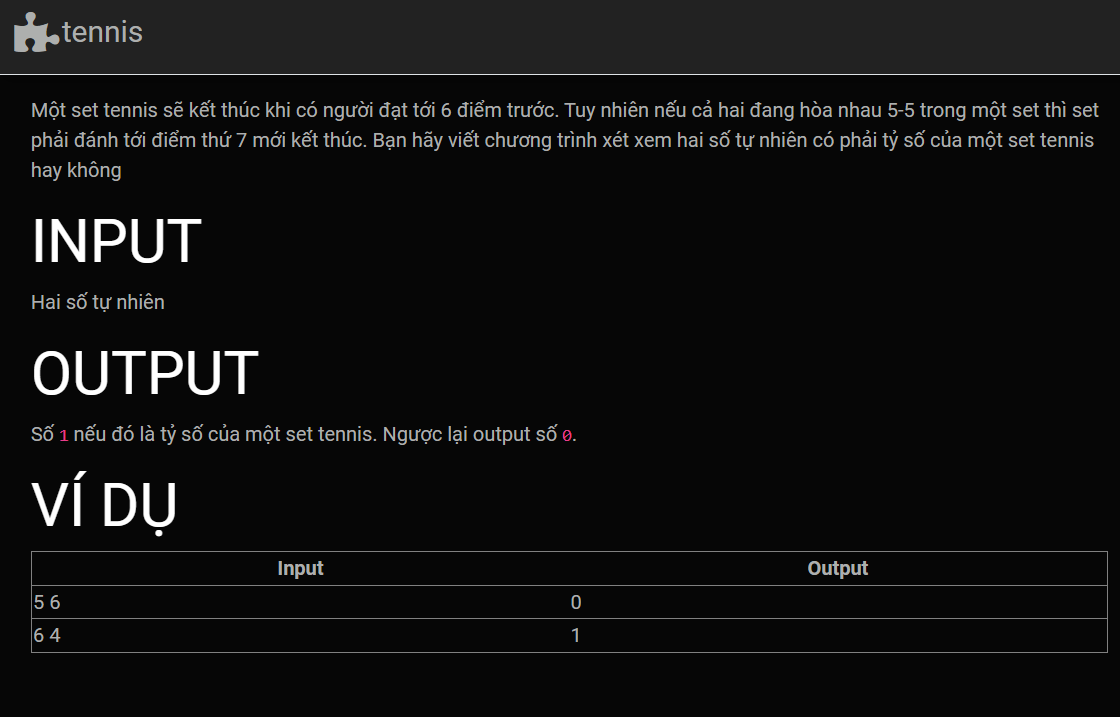 tennis
Một set tennis sẽ kết thúc khi có người đạt tới 6 điểm trước. Tuy nhiên nếu cả hai đang hòa nhau 5-5 trong một set thì set
phải đánh tới điểm thứ 7 mới kết thúc. Bạn hãy viết chương trình xét xem hai số tự nhiên có phải tỷ số của một set tennis
hay không
INPUT
Hai số tự nhiên
OUTPUT
Số 1 nếu đó là tỷ số của một set tennis. Ngược lại output số 0.
VÍ DỤ
Input Output
5 6 0
6 4 1